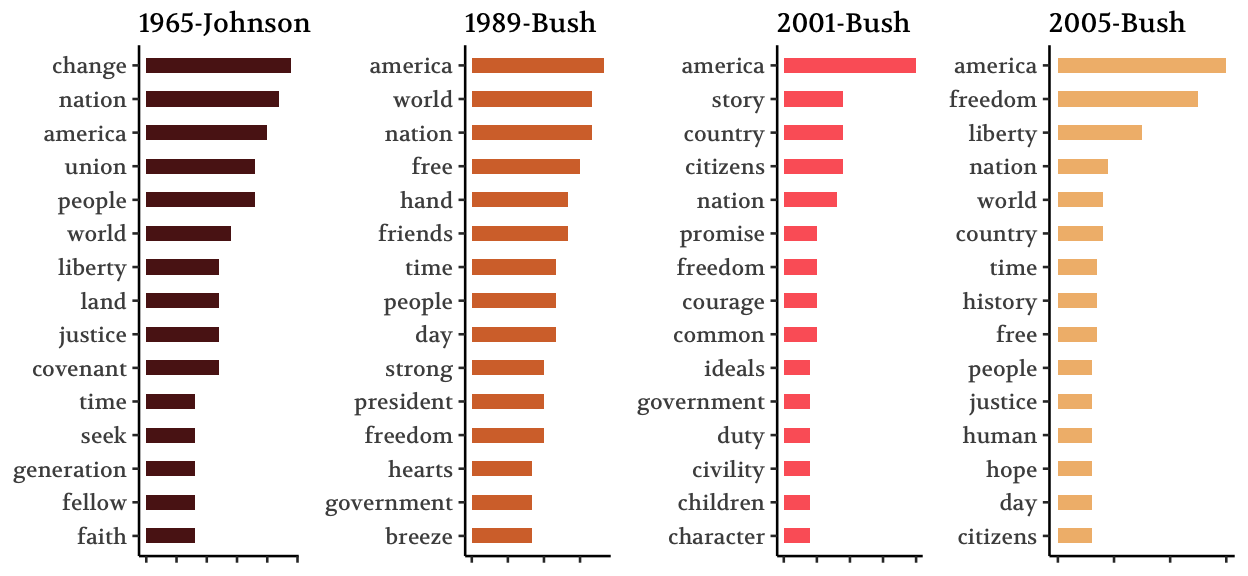 1965-Johnson
change
nation
america
union
people
world
liberty
land
justice
covenant
time
seek
generation
fellow
faith
1989-Bush
america
world
nation
free
hand
friends
time
people
day
strong
president
freedom
hearts
government
breeze
2001-Bush
america
story
country
citizens
nation
promise
freedom
courage
common
ideals
government
duty
civility
children
character
2005-Bush
america
freedom
liberty
nation
world
country
time
history
free
people
justice
human
hope
day
citizens